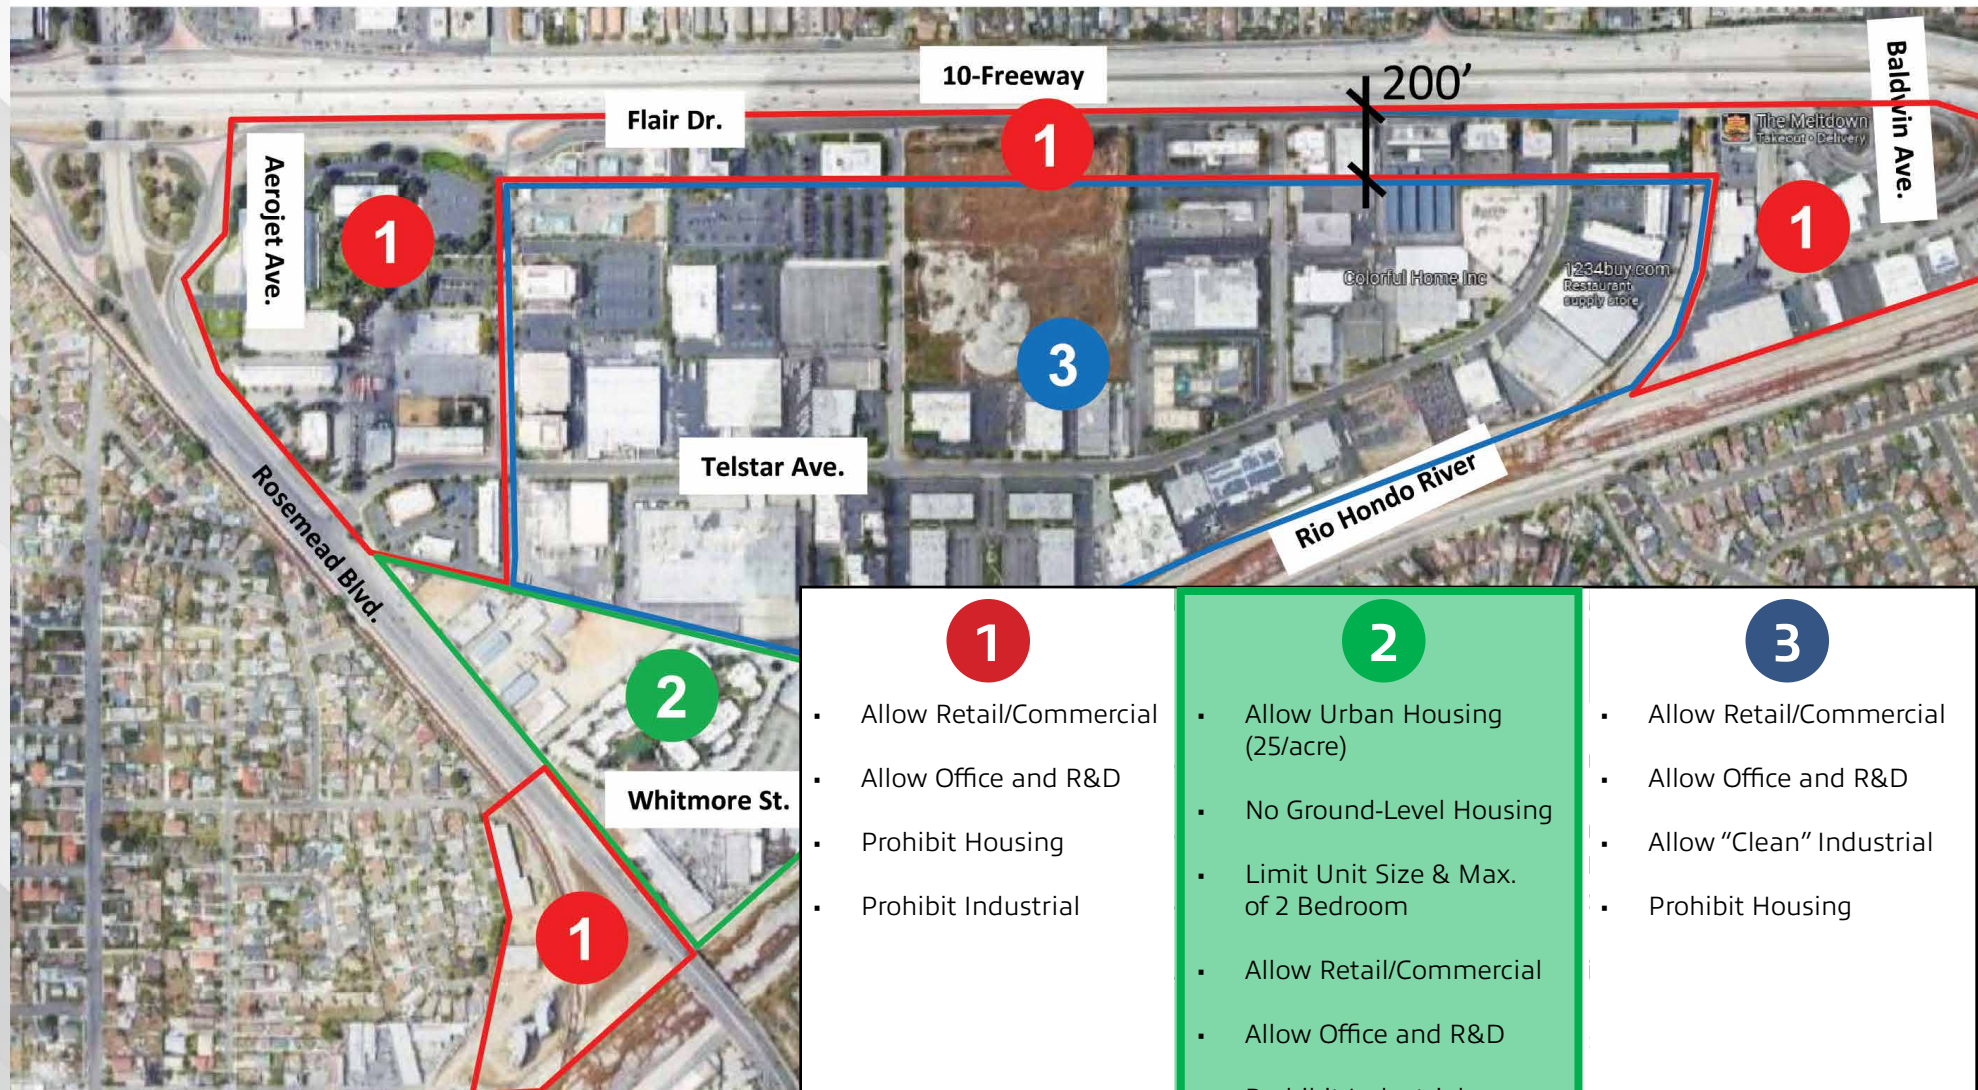 10-Freeway
200’
Baldwin Ave.
Flair Dr.
1
The Meltdown
Takeout • Delivery
Aerojet Ave.
1
1
Colorful Home Inc
1234buy.com
Restaurant
supply store
3
Telstar Ave.
Rio Hondo River
Rosemead Blvd.
2
Whitmore St.
1
1
▪ Allow Retail/Commercial
▪ Allow Office and R&D
▪ Prohibit Housing
▪ Prohibit Industrial
2
▪ Allow Urban Housing
(25/acre)
▪ No Ground-Level Housing
▪ Limit Unit Size & Max.
of 2 Bedroom
▪ Allow Retail/Commercial
▪ Allow Office and R&D
Prohibit Industrial
3
▪ Allow Retail/Commercial
▪ Allow Office and R&D
▪ Allow “Clean” Industrial
▪ Prohibit Housing